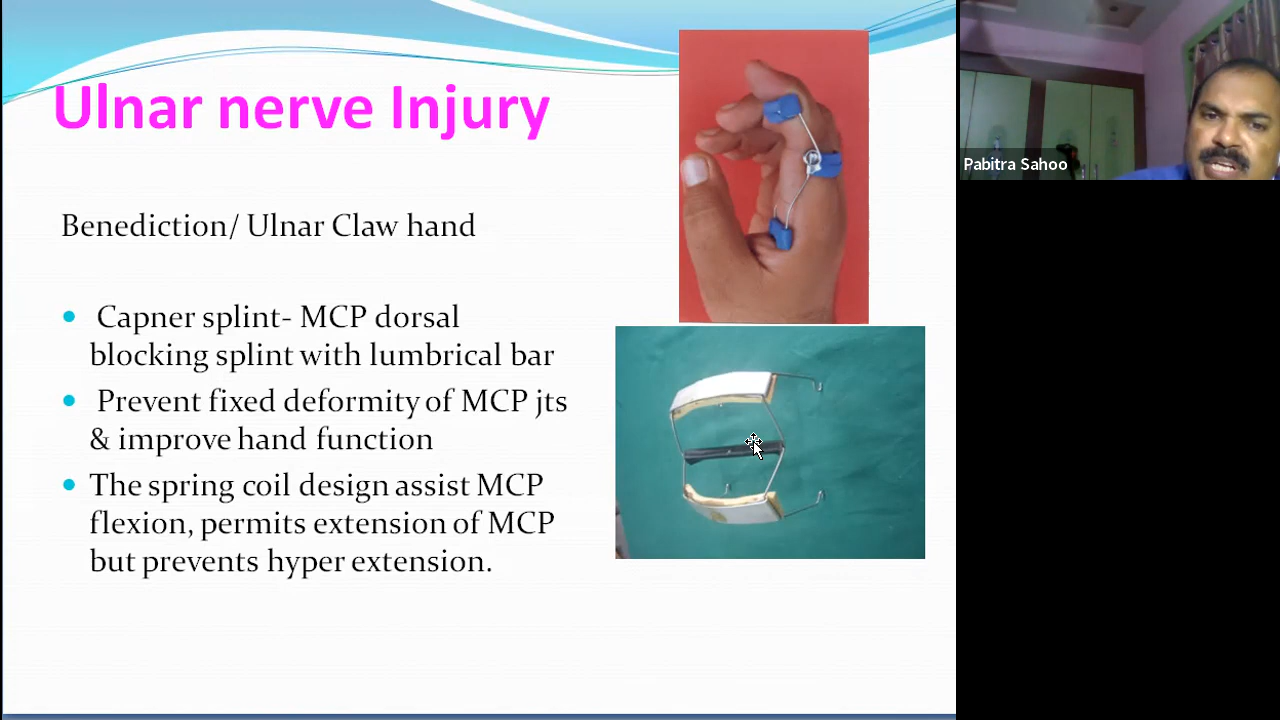 Ulnar nerve Injury
Benediction/ Ulnar Claw hand
Capner splint- MCP dorsal
blocking splint with lumbrical bar
Prevent fixed deformity of MCP jts
& improve hand function
The spring coil design assist MCP
flexion, permits extension of MCP
but prevents hyper extension.
Pabitra Sahoo